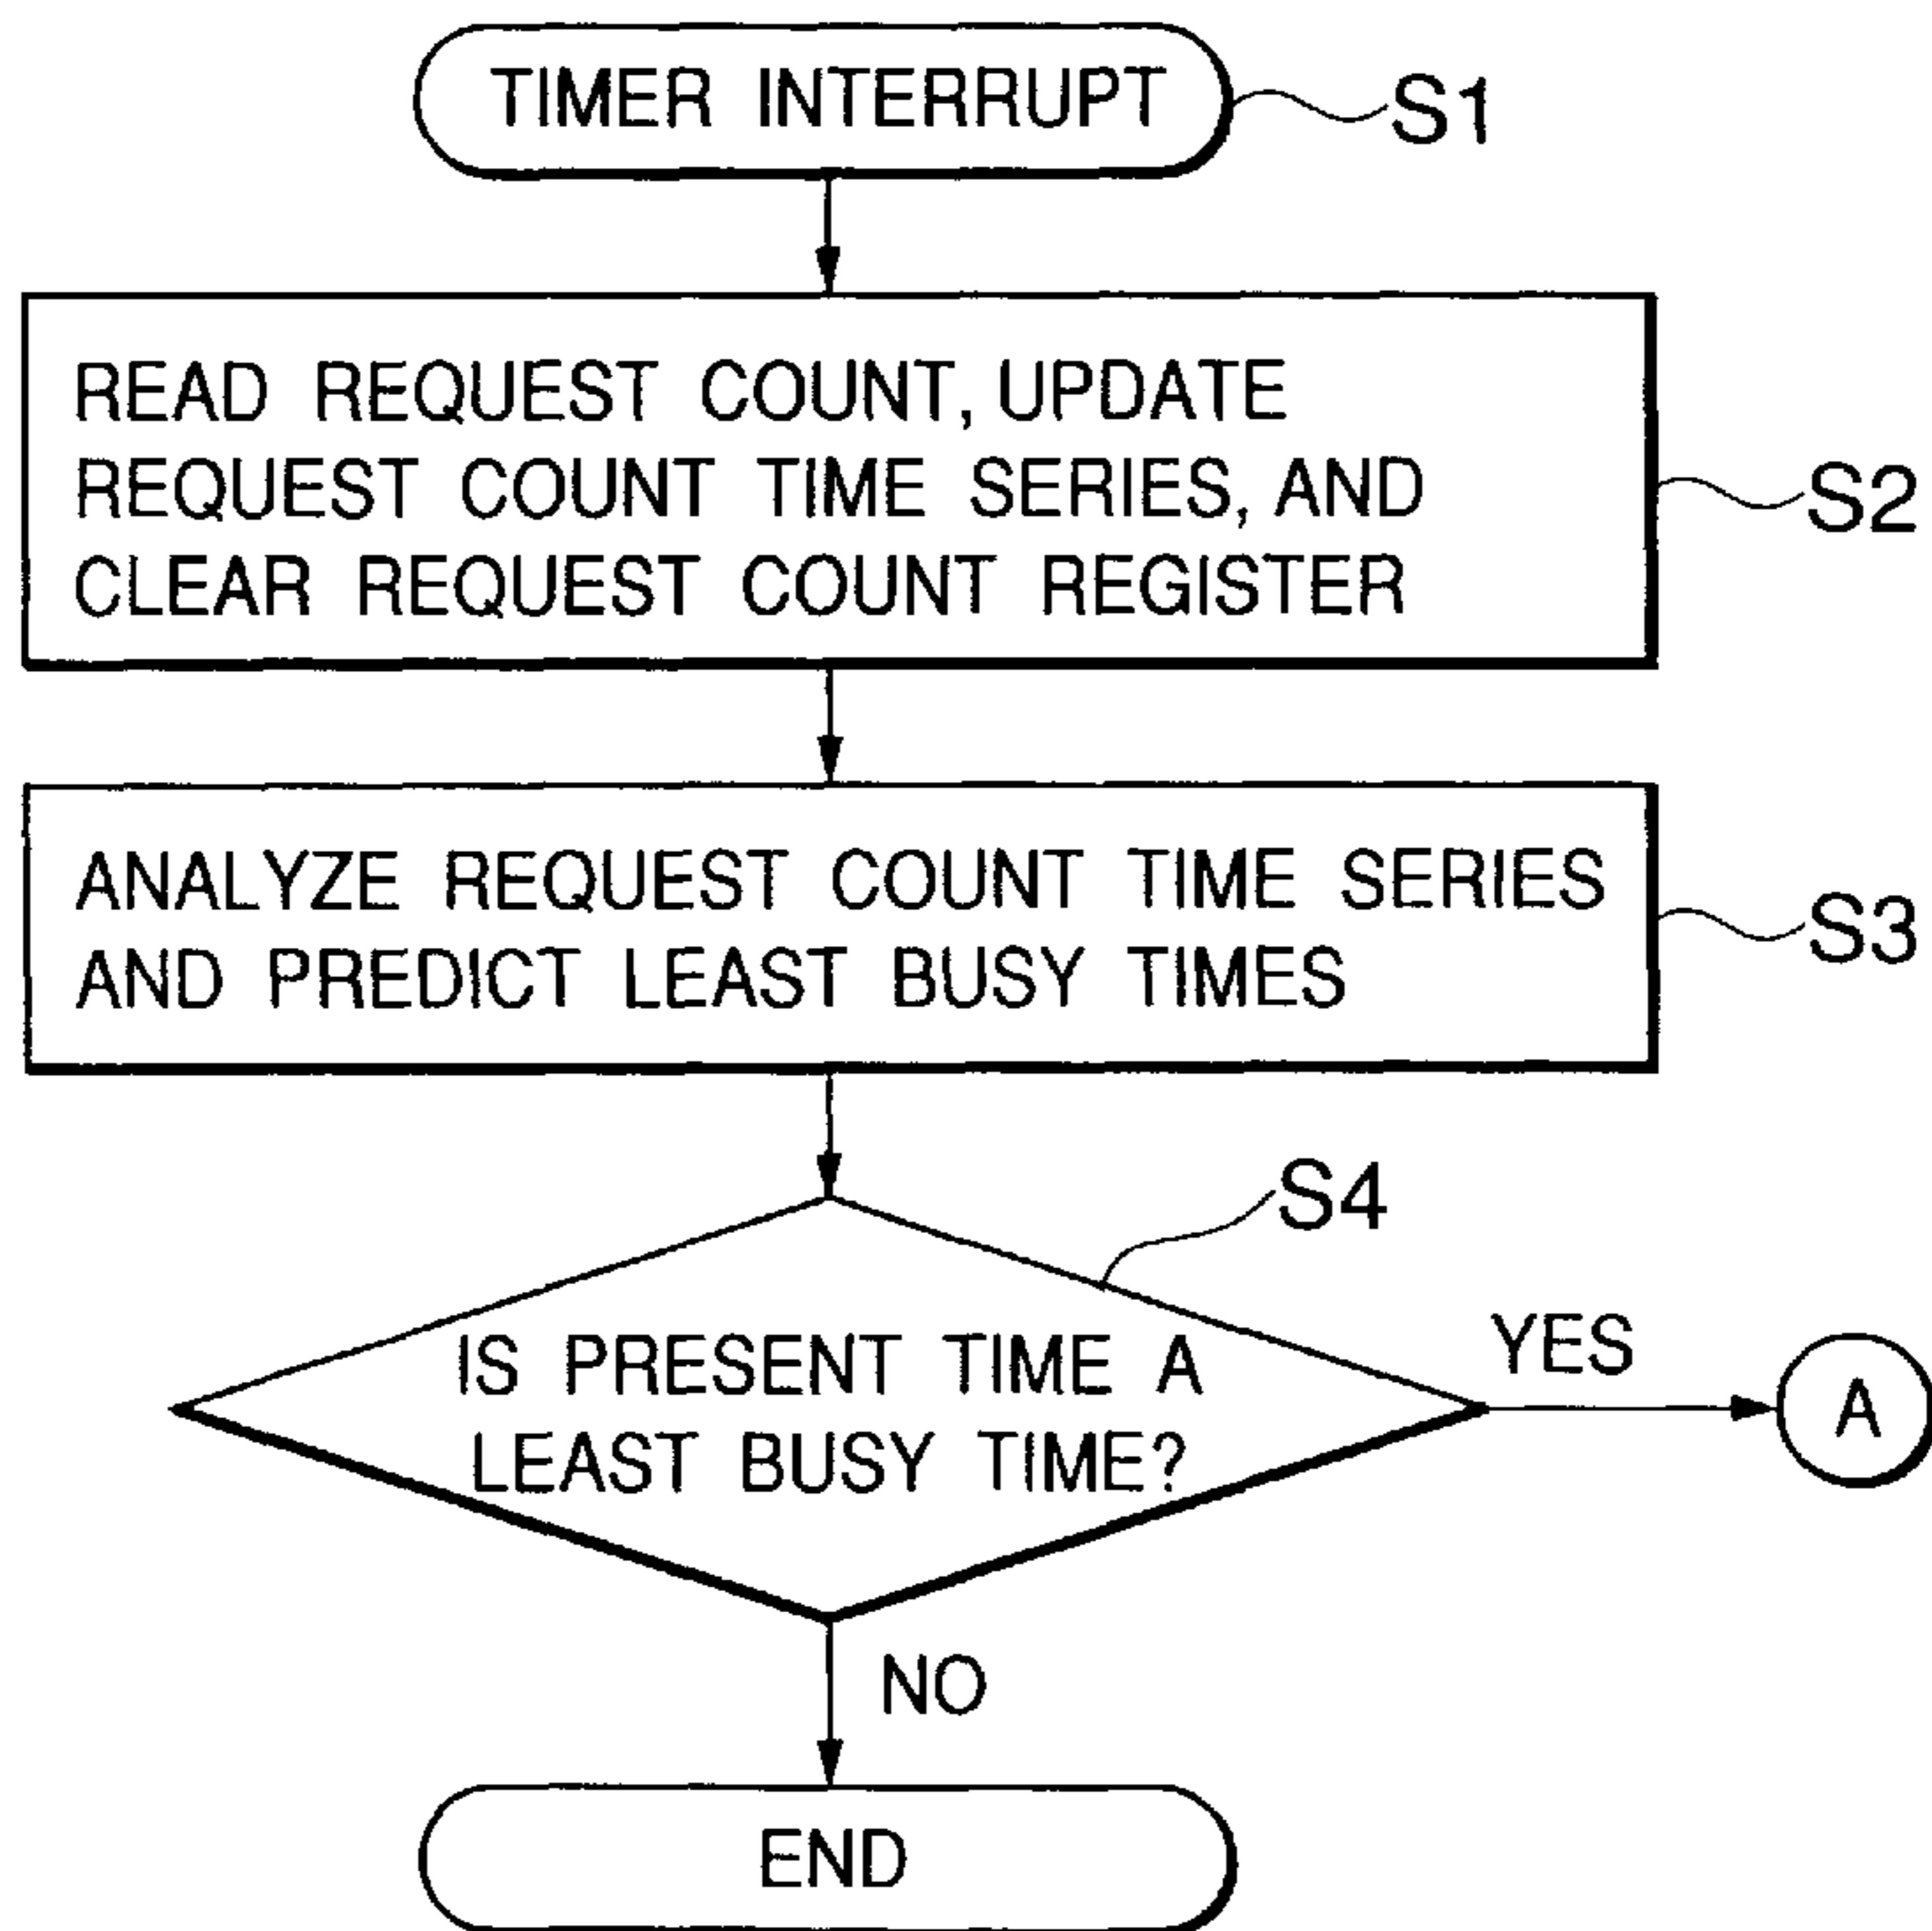 TIMER INTERRUPT
S1
READ REQUEST COUNT, UPDATE
REQUEST COUNT TIME SERIES, AND
CLEAR REQUEST COUNT REGISTER
S2
ANALYZE REQUEST COUNT TIME SERIES
AND PREDICT LEAST BUSY TIMES
S3
S4
IS PRESENT TIME A
LEAST BUSY TIME?
YES
A
NO
END